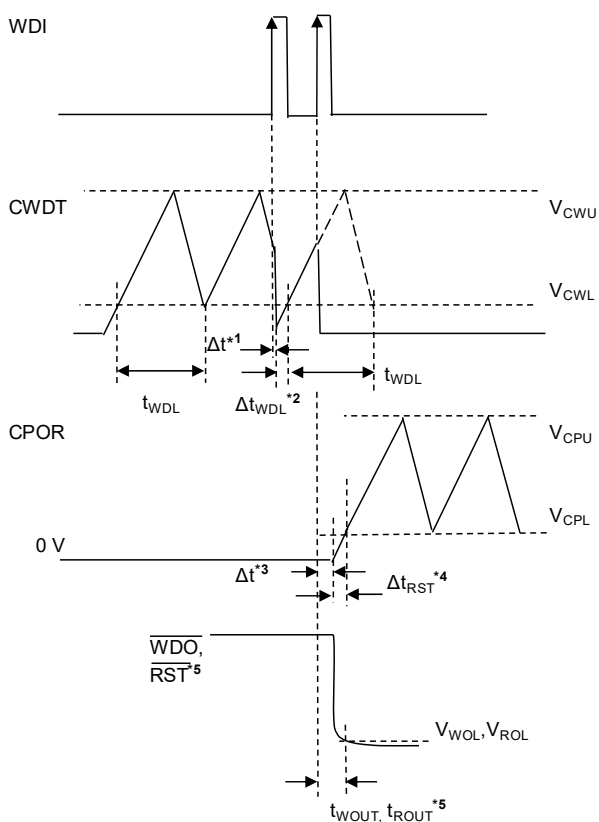 WDI
CWDT
V_CWU
V_CWL
Δt*1
t_WDL
Δt_WDL*2
t_WDL
CPOR
V_CPU
V_CPL
0 V
Δt*3
Δt_RST*4
WDO,
RST*5
V_WOL,V_ROL
t_WOUT, t_ROUT*5